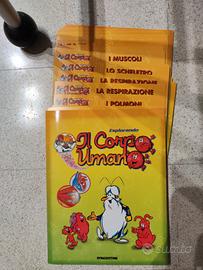 I MUSCOLI
LO SCHELETRO
LA RESPIRAZIONE
LA RESPIRAZIONE
I POLMONI
Esplorando
Il Corpo
Umano
DEAGOSTINI
Subito